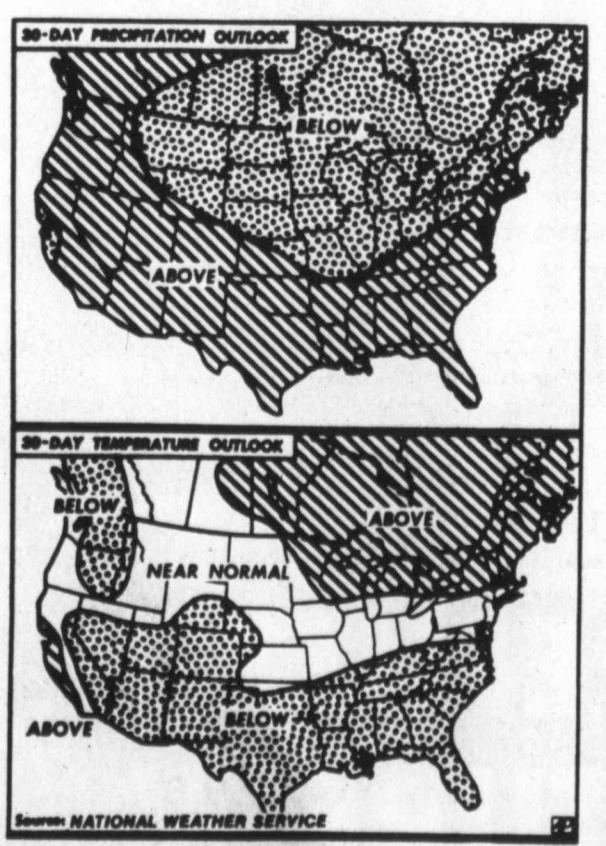 30-DAY PRECIPITATION OUTLOOK
BELOW
ABOVE
30-DAY TEMPERATURE OUTLOOK
BELOW
ABOVE
NEAR NORMAL
BELOW
ABOVE
Source: NATIONAL WEATHER SERVICE